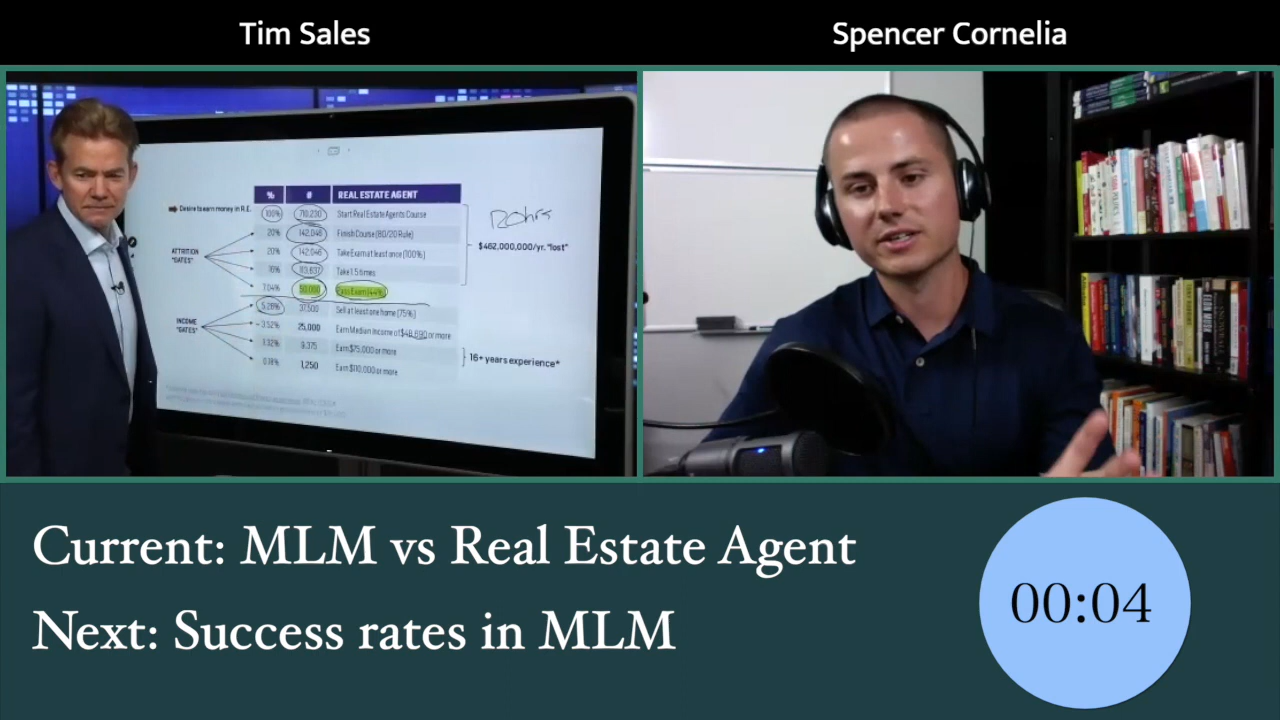 Tim Sales
Spencer Cornelia
% # REAL ESTATE AGENT
Desire to earn money in R.E.
100% 710,230 Start Real Estate Agents Course
20% 142,046 Finish Course (80/20 Rule)
ATTRITION "GATES"
20% 142,046 Take Exam at least once (100%)
16% 113,637 Take 1.5 times
7.04% 50,000 Pass Exam (44%)
$462,000,000/yr. "lost"
5.28% 37,500 Sell at least one home (75%)
INCOME "GATES"
3.52% 25,000 Earn Median Income of $48,690 or more
1.32% 9,375 Earn $75,000 or more
0.18% 1,250 Earn $110,000 or more
16+ years experience*
ELON MUSK
Current: MLM vs Real Estate Agent
Next: Success rates in MLM
00:04